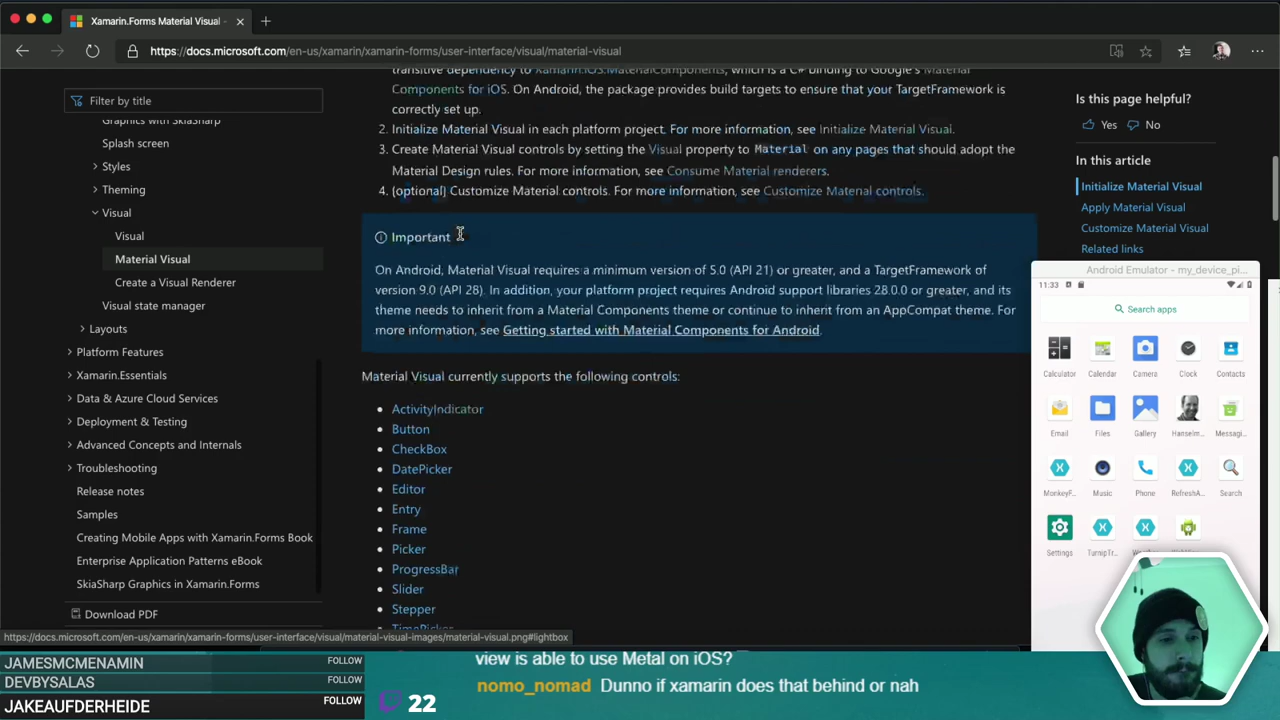 Xamarin.Forms Material Visual -
https://docs.microsoft.com/en-us/xamarin/xamarin-forms/user-interface/visual/material-visual
Filter by title
Graphics with SkiaSharp
Splash screen
Styles
Theming
Visual
Visual
Material Visual
Create a Visual Renderer
Visual state manager
Layouts
Platform Features
Xamarin.Essentials
Data & Azure Cloud Services
Deployment & Testing
Advanced Concepts and Internals
Troubleshooting
Release notes
Samples
Creating Mobile Apps with Xamarin.Forms Book
Enterprise Application Patterns eBook
SkiaSharp Graphics in Xamarin.Forms
Download PDF
transitive dependency to Xamarin.iOS.MaterialComponents, which is a C# binding to Google's Material
Components for iOS. On Android, the package provides build targets to ensure that your TargetFramework is
correctly set up.
2. Initialize Material Visual in each platform project. For more information, see Initialize Material Visual.
3. Create Material Visual controls by setting the Visual property to Material on any pages that should adopt the
Material Design rules. For more information, see Consume Material renderers.
4. (optional) Customize Material controls. For more information, see Customize Material controls.
Important
On Android, Material Visual requires a minimum version of 5.0 (API 21) or greater, and a TargetFramework of
version 9.0 (API 28). In addition, your platform project requires Android support libraries 28.0.0 or greater, and its
theme needs to inherit from a Material Components theme or continue to inherit from an AppCompat theme. For
more information, see Getting started with Material Components for Android.
Material Visual currently supports the following controls:
• ActivityIndicator
• Button
• CheckBox
• DatePicker
• Editor
• Entry
• Frame
• Picker
• ProgressBar
• Slider
• Stepper
• TimePicker
Is this page helpful?
Yes No
In this article
Initialize Material Visual
Apply Material Visual
Customize Material Visual
Related links
Android Emulator - my_device_pi...
11:33
Search apps
Calculator Calendar Camera Clock Contacts
Email Files Gallery Hanselm... Messagi...
MonkeyF... Music Phone RefreshA... Search
Settings TurnipTr...
https://docs.microsoft.com/en-us/xamarin/xamarin-forms/user-interface/visual/material-visual-images/material-visual.png#lightbox
JAMESMCMENAMIN FOLLOW
DEVBYSALAS FOLLOW
JAKEAUFDERHEIDE FOLLOW
22
view is able to use Metal on iOS?
nomo_nomad Dunno if xamarin does that behind or nah